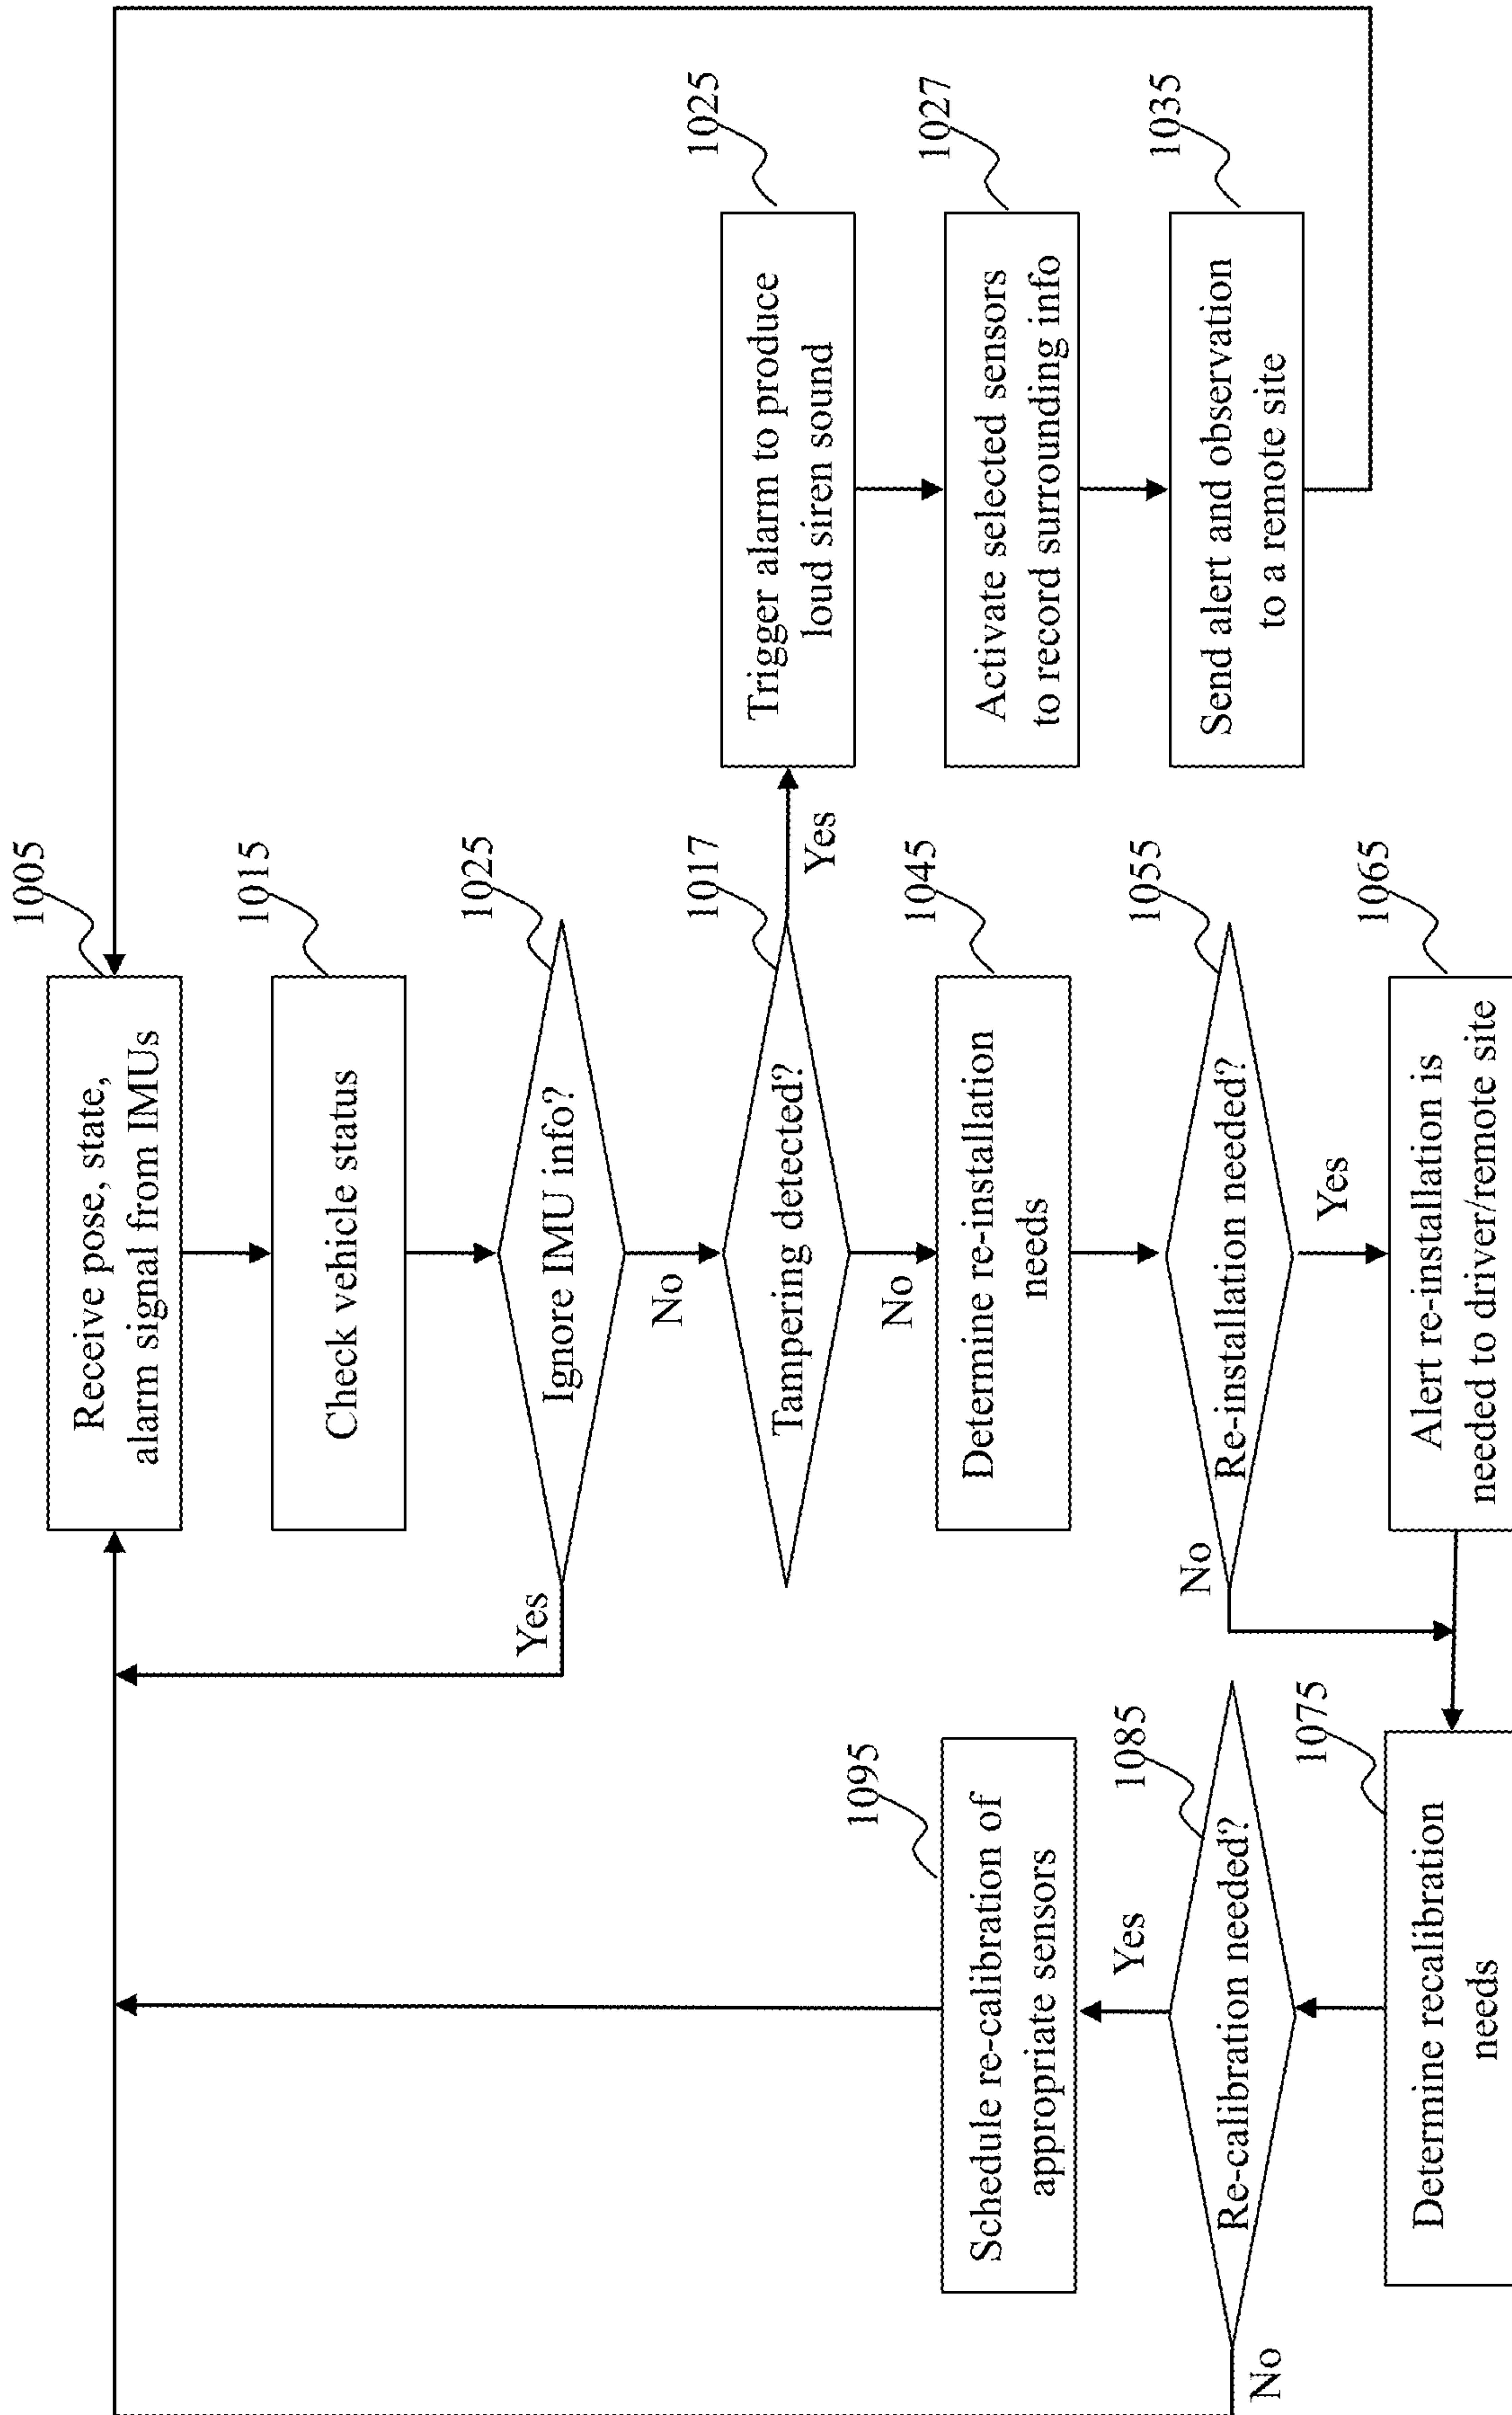 1005
Receive pose, state,
alarm signal from IMUs
1015
Check vehicle status
1025
Ignore IMU info?
Yes
No
1017
Tampering detected?
Yes
No
1025
Trigger alarm to produce
loud siren sound
1027
Activate selected sensors
to record surrounding info
1035
Send alert and observation
to a remote site
1045
Determine re-installation
needs
1055
Re-installation needed?
No
Yes
1065
Alert re-installation is
needed to driver/remote site
1075
Determine recalibration
needs
1085
Re-calibration needed?
Yes
No
1095
Schedule re-calibration of
appropriate sensors